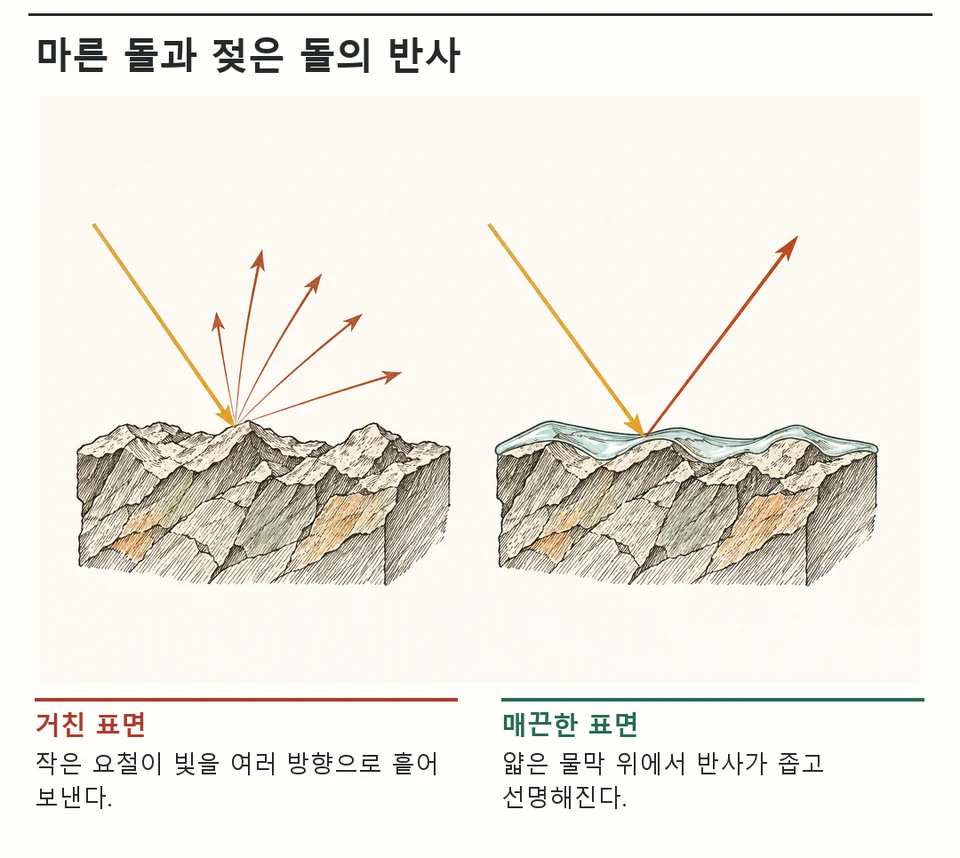 마른 돌과 젖은 돌의 반사
거친 표면
작은 요철이 빛을 여러 방향으로 흩어
보낸다.
매끈한 표면
얇은 물막 위에서 반사가 좁고
선명해진다.